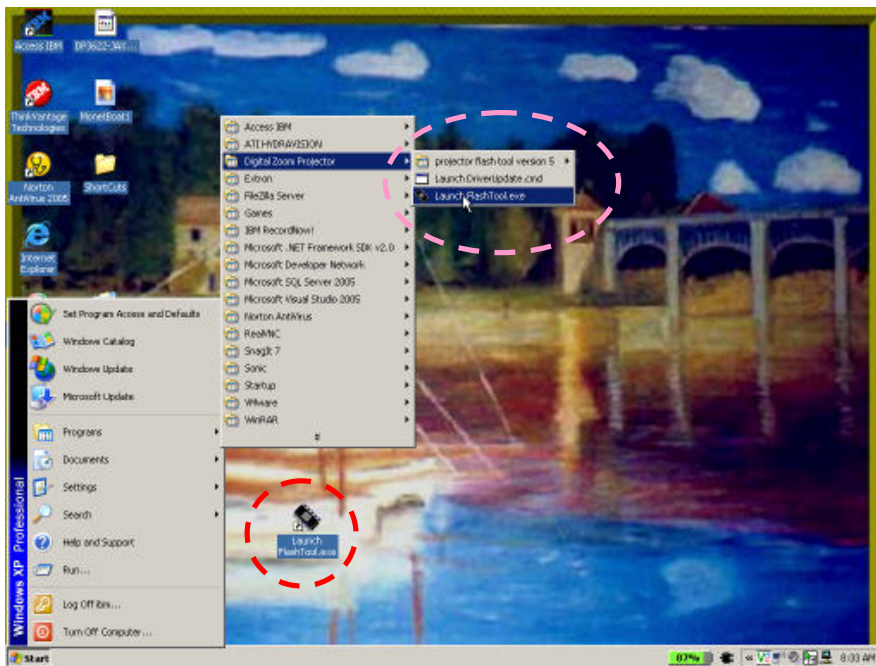 Access IBM
DP3622-JAX...
ThinkVantage
Technologies
MonetBoat1
Norton
AntiVirus 2005
ShortCuts
Internet
Explorer
Access IBM
ATI HYDRAVISION
Digital Zoom Projector
Extron
FileZilla Server
Games
IBM RecordNow!
Microsoft .NET Framework SDK v2.0
Microsoft Developer Network
Microsoft SQL Server 2005
Microsoft Visual Studio 2005
Norton AntiVirus
RealVNC
SnagIt 7
Sonic
Startup
VMware
WinRAR
projector flash tool version 5
Launch DriverUpdate.cmd
Launch FlashTool.exe
Set Program Access and Defaults
Windows Catalog
Windows Update
Microsoft Update
Programs
Documents
Settings
Search
Help and Support
Run...
Log Off ibm...
Turn Off Computer...
Windows XP Professional
Launch
FlashTool.exe
Start
87%
8:03 AM